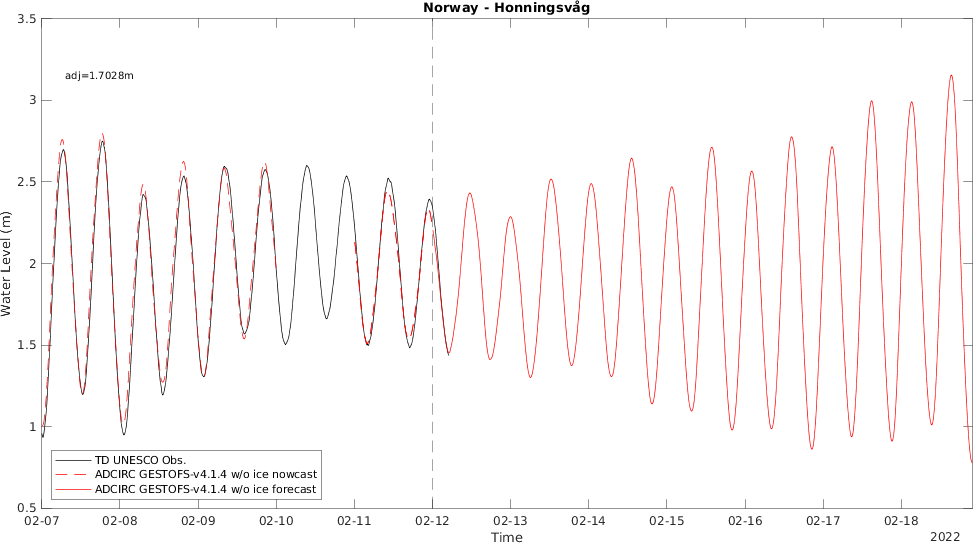 Norway - Honningsvåg
3.5
adj=1.7028m
3
2.5
2
1.5
1
0.5
Water Level (m)
TD UNESCO Obs.
ADCIRC GESTOFS-v4.1.4 w/o ice nowcast
ADCIRC GESTOFS-v4.1.4 w/o ice forecast
02-07 02-08 02-09 02-10 02-11 02-12 02-13 02-14 02-15 02-16 02-17 02-18
Time
2022